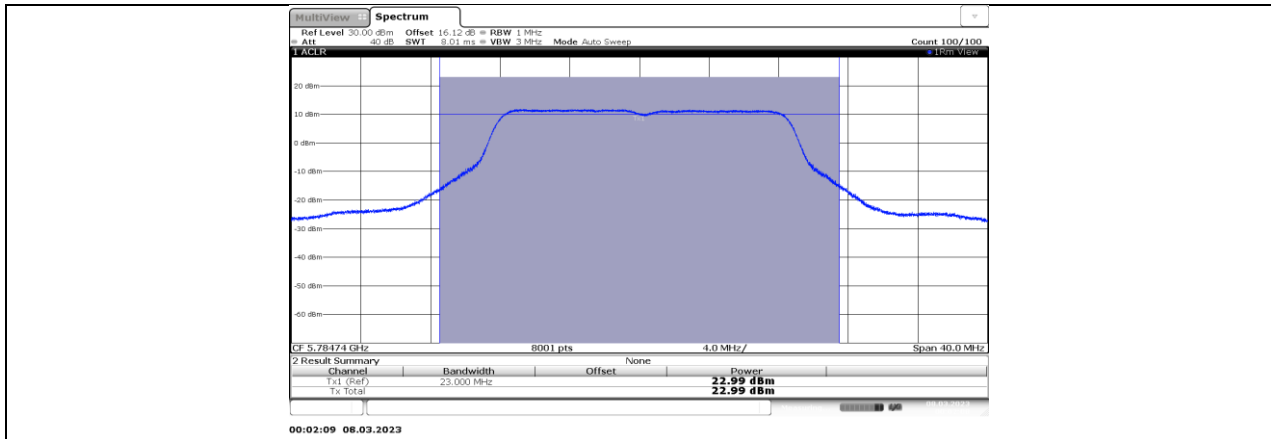 MultiView Spectrum
Ref Level 30.00 dBm Offset 16.12 dB RBW 1 MHz
Att 40 dB SWT 8.01 ms VBW 3 MHz Mode Auto Sweep Count 100/100
1 ACLR 1Rm View
20 dBm
10 dBm
0 dBm
-10 dBm
-20 dBm
-30 dBm
-40 dBm
-50 dBm
-60 dBm
CF 5.78474 GHz 8001 pts 4.0 MHz/ Span 40.0 MHz
2 Result Summary None
Channel Bandwidth Offset Power
Tx1 (Ref) 23.000 MHz 22.99 dBm
Tx Total 22.99 dBm
00:02:09 08.03.2023